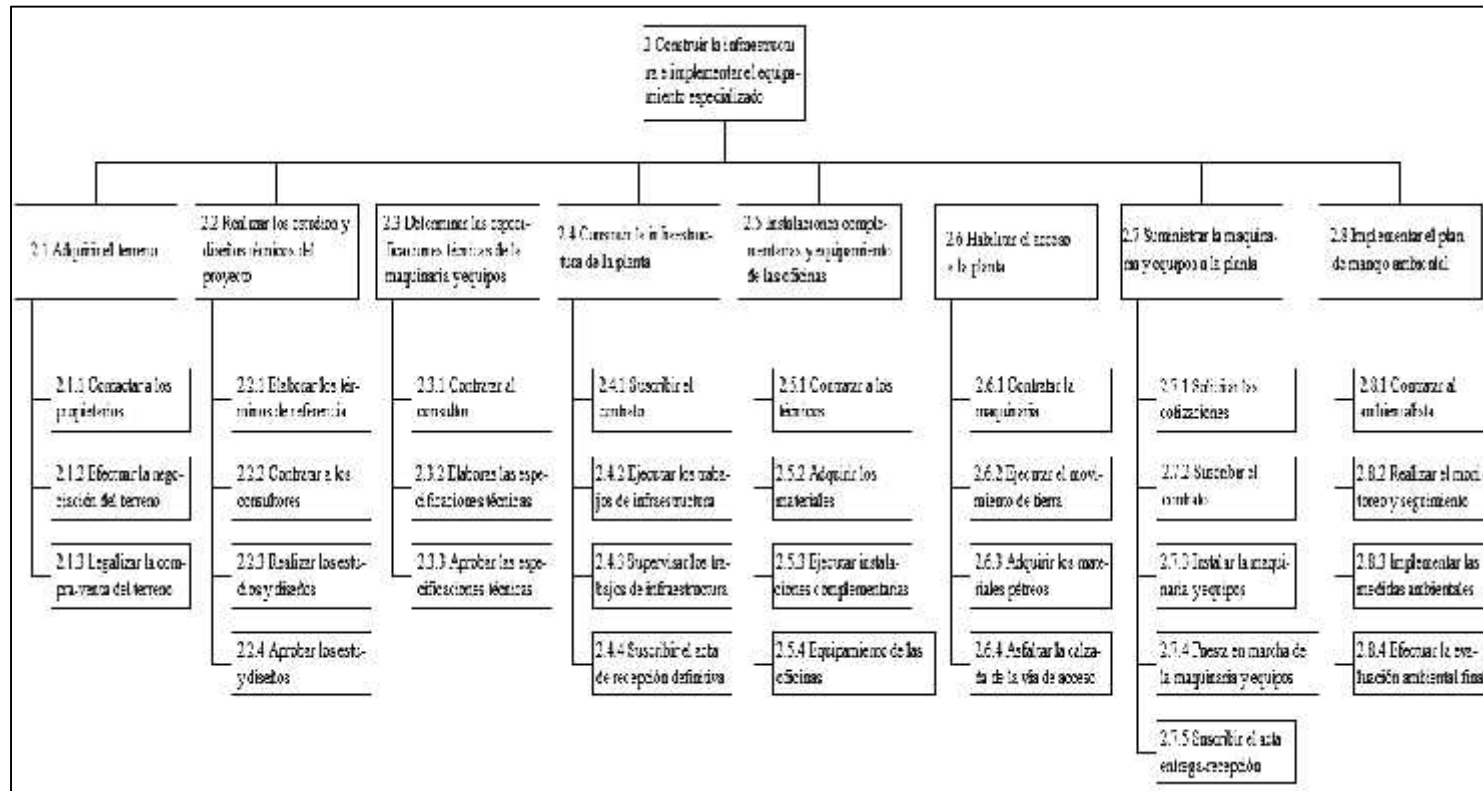 2 Construir la infraestructu
ra e implementar el equipa-
miento especializado
2.1 Adquirir el terreno
2.2 Realizar los estudios y
diseños técnicos del
proyecto
2.3 Determinar las especi-
ficaciones técnicas de la
maquinaria y equipos
2.4 Construir la infraestruc-
tura de la planta
2.5 Instalaciones comple-
mentarias y equipamiento
de las oficinas
2.6 Habilitar el acceso
a la planta
2.7 Suministrar la maquina-
ria y equipos a la planta
2.8 Implementar el plan
de manejo ambiental
2.1.1 Contactar a los
propietarios
2.1.2 Efectuar la nego-
ciación del terreno
2.1.3 Legalizar la com-
pra-venta del terreno
2.2.1 Elaborar los tér-
minos de referencia
2.2.2 Contratar a los
consultores
2.2.3 Realizar los estu-
dios y diseños
2.2.4 Aprobar los estu-
y diseños
2.3.1 Contratar al
consultor
2.3.2 Elaborar las espe-
cificaciones técnicas
2.3.3 Aprobar las espe-
cificaciones técnicas
2.4.1 Suscribir el
contrato
2.4.2 Ejecutar los traba-
jos de infraestructura
2.4.3 Supervisar los tra-
bajos de infraestructura
2.4.4 Suscribir el acta
de recepción definitiva
2.5.1 Contratar a los
técnicos
2.5.2 Adquirir los
materiales
2.5.3 Ejecutar instala-
ciones complementarias
2.5.4 Equipamiento de las
oficinas
2.6.1 Contratar la
maquinaria
2.6.2 Ejecutar el movi-
miento de tierra
2.6.3 Adquirir los mate-
riales pétreos
2.6.4 Asfaltar la calza-
da de la vía de acceso
2.7.1 Solicitar las
cotizaciones
2.7.2 Suscribir el
contrato
2.7.3 Instalar la maqui-
naria y equipos
2.7.4 Puesta en marcha de
la maquinaria y equipos
2.7.5 Suscribir el acta
entrega-recepción
2.8.1 Contratar al
ambientalista
2.8.2 Realizar el moni
toreo y seguimiento
2.8.3 Implementar las
medidas ambientales
2.8.4 Efectuar la eva-
luación ambiental final